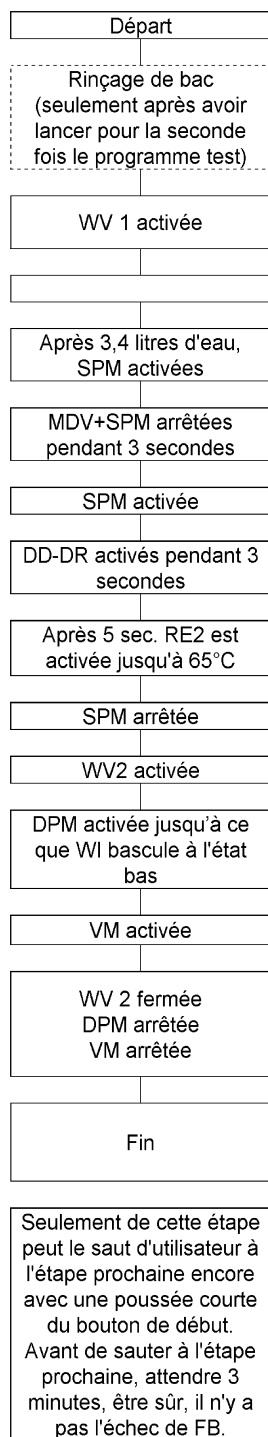 Départ
Rinçage de bac
(seulement après avoir
lancer pour la seconde
fois le programme test)
WV 1 activée
Après 3,4 litres d'eau,
SPM activées
MDV+SPM arrêtées
pendant 3 secondes
SPM activée
DD-DR activés pendant 3
secondes
Après 5 sec. RE2 est
activée jusqu'à 65°C
SPM arrêtée
WV2 activée
DPM activée jusqu'à ce
que WI bascule à l'état
bas
VM activée
WV 2 fermée
DPM arrêtée
VM arrêtée
Fin
Seulement de cette étape
peut le saut d'utilisateur à
l'étape prochaine encore
avec une poussée courte
du bouton de début.
Avant de sauter à l'étape
prochaine, attendre 3
minutes, être sûr, il n'y a
pas l'échec de FB.